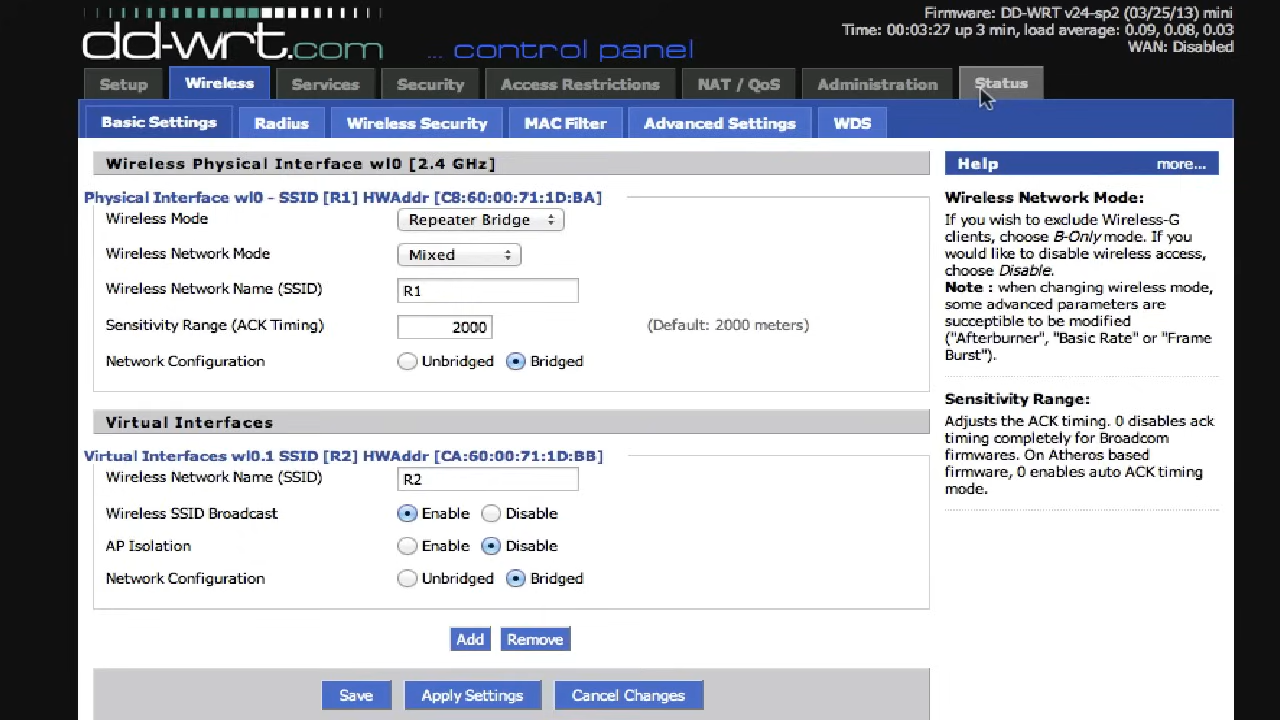 Firmware: DD-WRT v24-sp2 (03/25/13) mini
Time: 00:03:27 up 3 min, load average: 0.09, 0.08, 0.03
WAN: Disabled
dd-wrt.com ... control panel
Setup Wireless Services Security Access Restrictions NAT / QoS Administration Status
Basic Settings Radius Wireless Security MAC Filter Advanced Settings WDS
Wireless Physical Interface wl0 [2.4 GHz]
Physical Interface wl0 - SSID [R1] HWAddr [C8:60:00:71:1D:BA]
Wireless Mode Repeater Bridge
Wireless Network Mode Mixed
Wireless Network Name (SSID) R1
Sensitivity Range (ACK Timing) 2000 (Default: 2000 meters)
Network Configuration Unbridged Bridged
Virtual Interfaces
Virtual Interfaces wl0.1 SSID [R2] HWAddr [CA:60:00:71:1D:BB]
Wireless Network Name (SSID) R2
Wireless SSID Broadcast Enable Disable
AP Isolation Enable Disable
Network Configuration Unbridged Bridged
Add Remove
Save Apply Settings Cancel Changes
Help more...
Wireless Network Mode:
If you wish to exclude Wireless-G
clients, choose B-Only mode. If you
would like to disable wireless access,
choose Disable.
Note : when changing wireless mode,
some advanced parameters are
susceptible to be modified
("Afterburner", "Basic Rate" or "Frame
Burst").
Sensitivity Range:
Adjusts the ACK timing. 0 disables ack
timing completely for Broadcom
firmwares. On Atheros based
firmware, 0 enables auto ACK timing
mode.